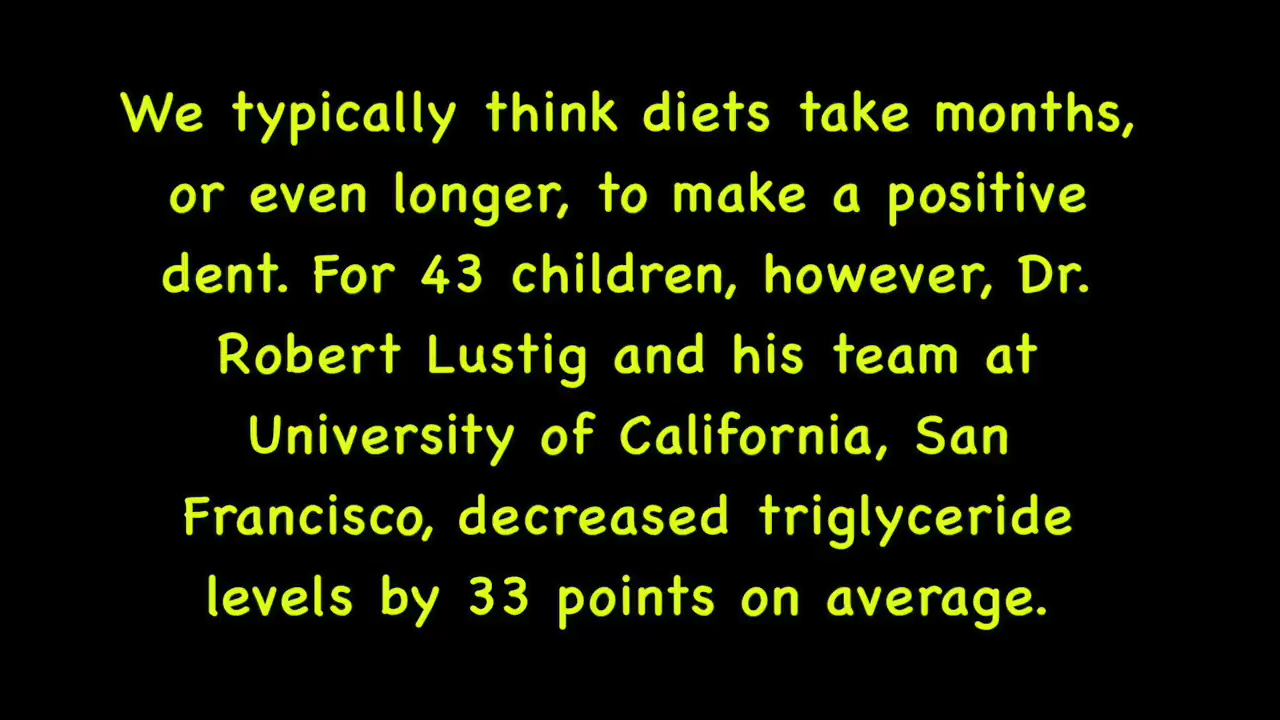 We typically think diets take months,
or even longer, to make a positive
dent. For 43 children, however, Dr.
Robert Lustig and his team at
University of California, San
Francisco, decreased triglyceride
levels by 33 points on average.